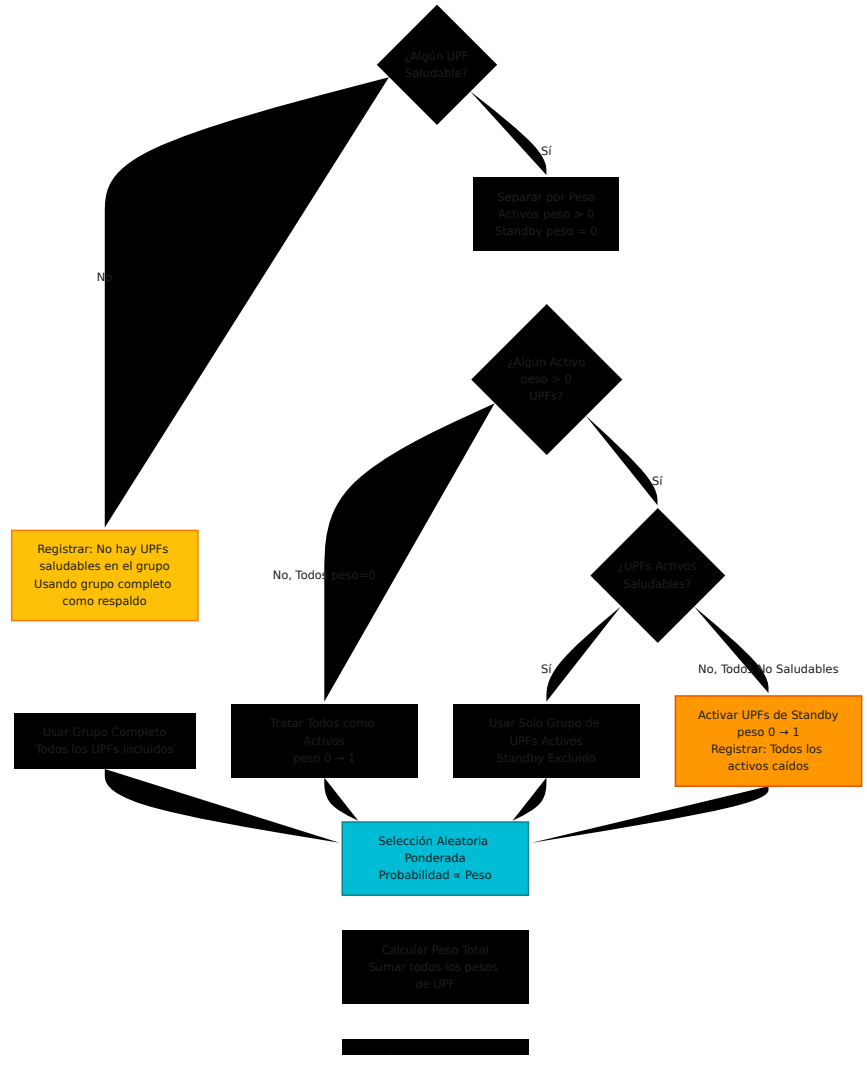 ¿Algún UPF
Saludable?
Sí
Separar por Peso
Activos peso > 0
Standby peso = 0
No
¿Algún Activo
peso > 0
UPFs?
Sí
Registrar: No hay UPFs
saludables en el grupo
Usando grupo completo
como respaldo
No, Todos peso=0
¿UPFs Activos
Saludables?
Sí
No, Todos No Saludables
Usar Grupo Completo
Todos los UPFs Incluidos
Tratar Todos como
Activos
peso 0 → 1
Usar Solo Grupo de
UPFs Activos
Standby Excluido
Activar UPFs de Standby
peso 0 → 1
Registrar: Todos los
activos caídos
Selección Aleatoria
Ponderada
Probabilidad ∝ Peso
Calcular Peso Total
Sumar todos los pesos
de UPF